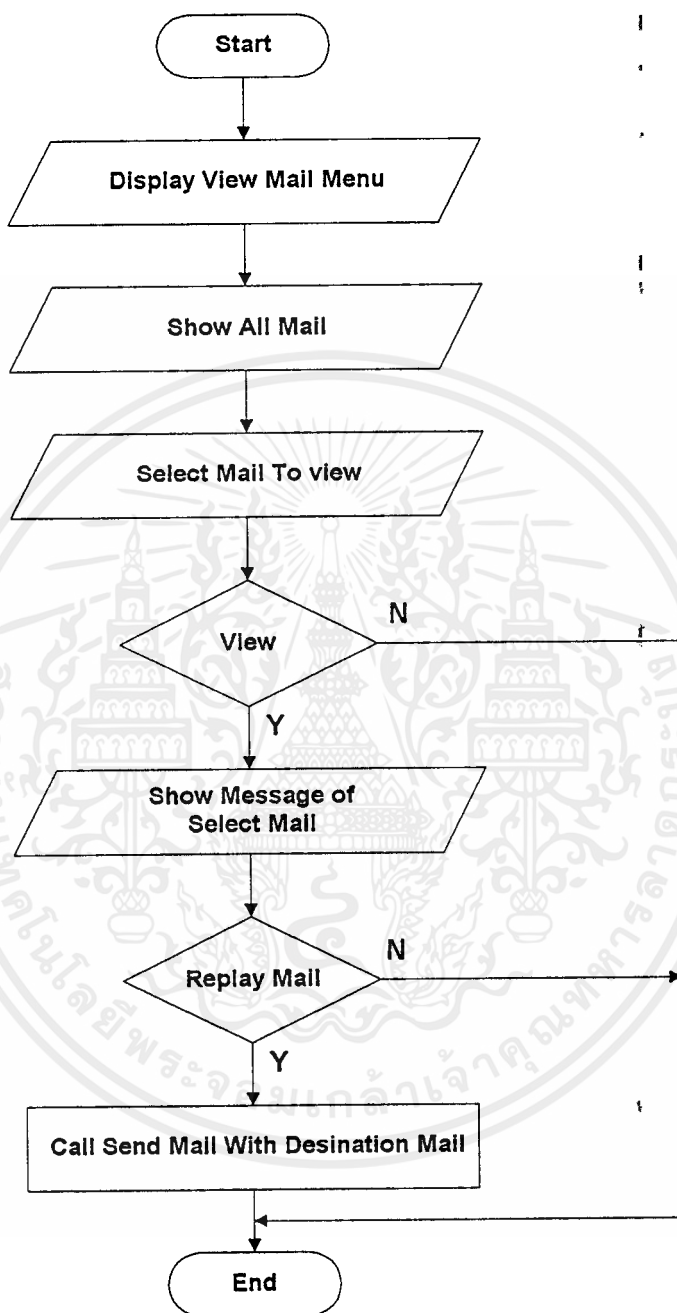 Start
Display View Mail Menu
Show All Mail
Select Mail To view
View
N
Y
Show Message of
Select Mail
Replay Mail
N
Y
Call Send Mail With Desination Mail
End